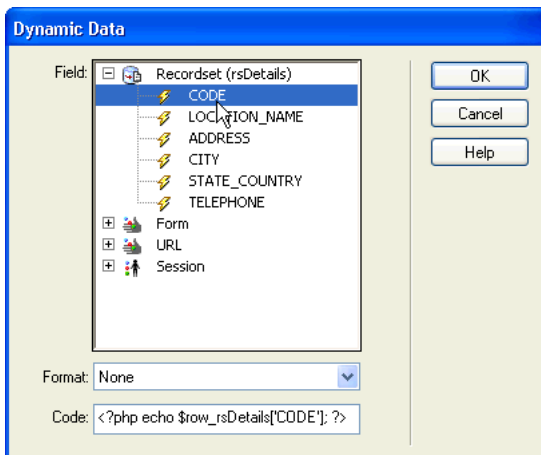 Dynamic Data
Field: Recordset (rsDetails)
OK
CODE
LOCATION_NAME
Cancel
ADDRESS
CITY
Help
STATE_COUNTRY
TELEPHONE
Form
URL
Session
Format: None
Code: <?php echo $row_rsDetails['CODE']; ?>